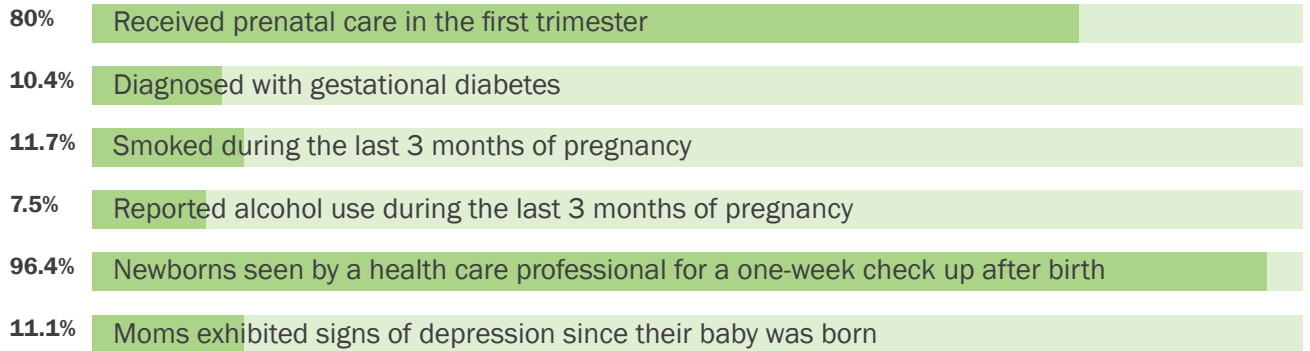 80% Received prenatal care in the first trimester
10.4% Diagnosed with gestational diabetes
11.7% Smoked during the last 3 months of pregnancy
7.5% Reported alcohol use during the last 3 months of pregnancy
96.4% Newborns seen by a health care professional for a one-week check up after birth
11.1% Moms exhibited signs of depression since their baby was born